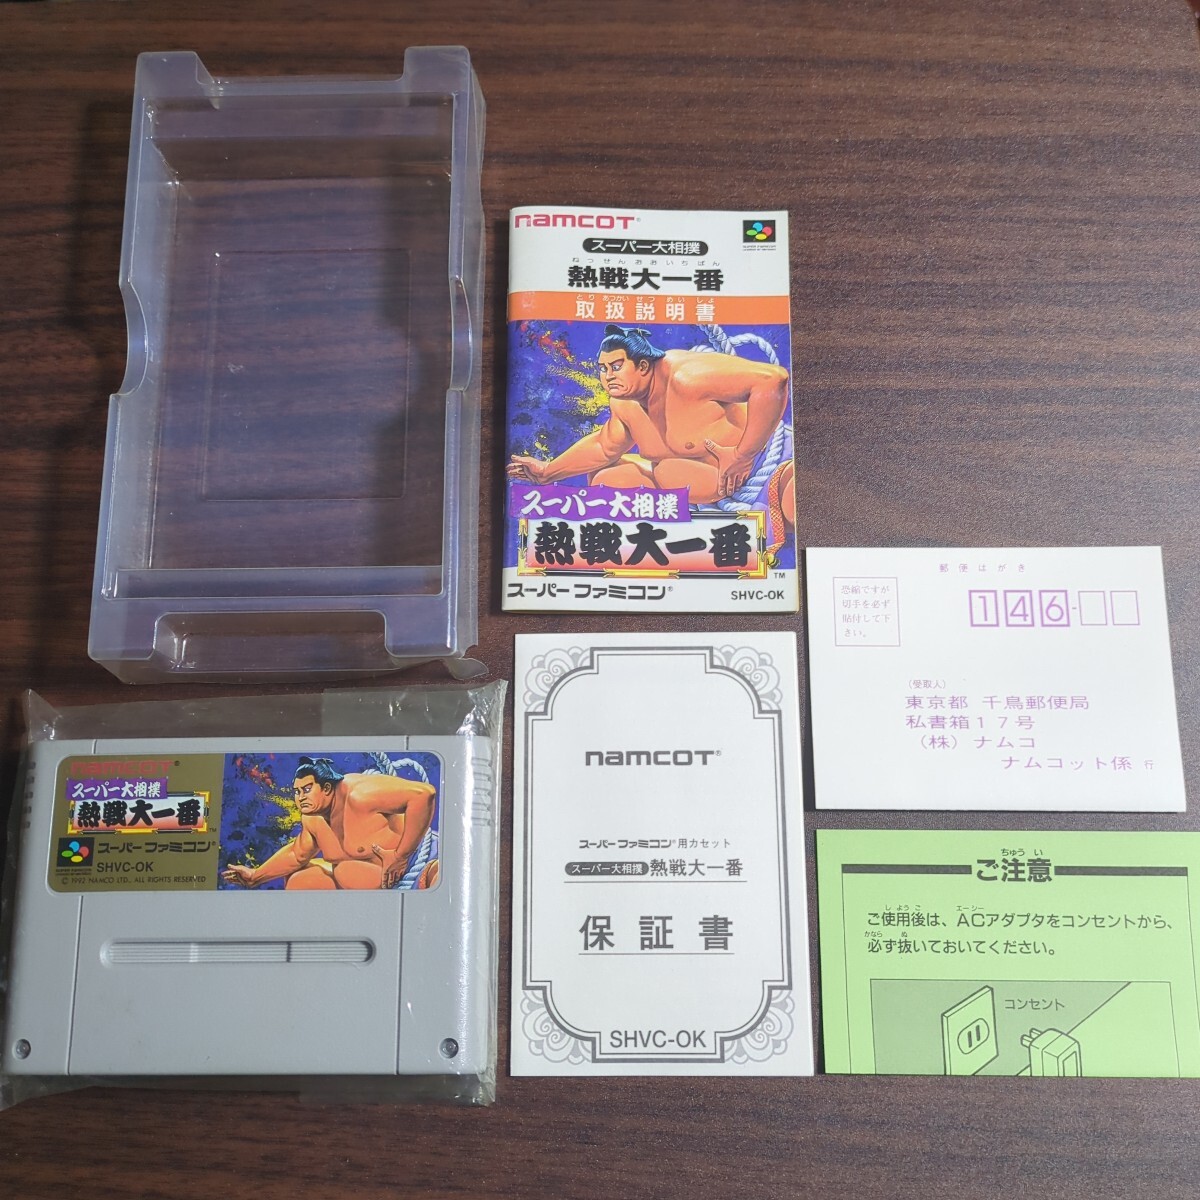 namcoT®
スーパー大相撲
ねっせんおおいちばん
熱戦大一番
とり あつかい せつ めい しょ
取扱説明書
スーパー大相撲
熱戦大一番
TM
スーパーファミコン®
SHVC-OK
namcoT®
スーパー大相撲
熱戦大一番
TM
スーパーファミコン®
SHVC-OK
© 1992 NAMCO LTD., ALL RIGHTS RESERVED
namcoT®
スーパーファミコン®用カセット
スーパー大相撲 熱戦大一番
保証書
SHVC-OK
郵便はがき
恐縮ですが
切手を必ず
貼付して下
さい。
146-
(受取人)
東京都 千鳥郵便局
私書箱17号
(株)ナムコ
ナムコット係 行
ちゅう い
ご注意
しようご エーシー
ご使用後は、ACアダプタをコンセントから、
かなら ぬ
必ず抜いておいてください。
コンセント